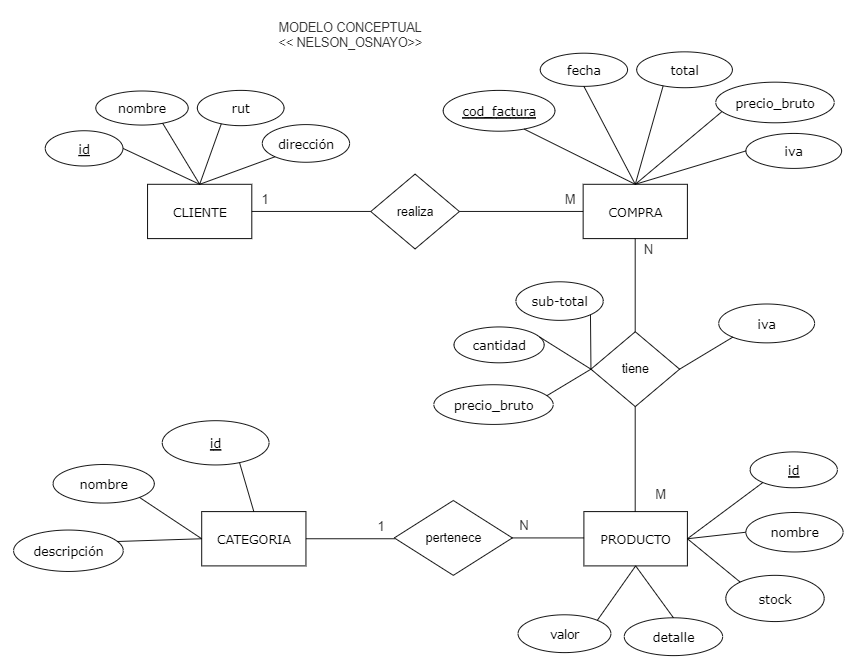 MODELO CONCEPTUAL
<< NELSON_OSNAYO>>
fecha
total
nombre
rut
cod_factura
precio_bruto
id
dirección
iva
CLIENTE
1
realiza
M
COMPRA
N
sub-total
iva
cantidad
tiene
precio_bruto
id
id
nombre
M
nombre
descripción
CATEGORIA
1
pertenece
N
PRODUCTO
stock
valor
detalle